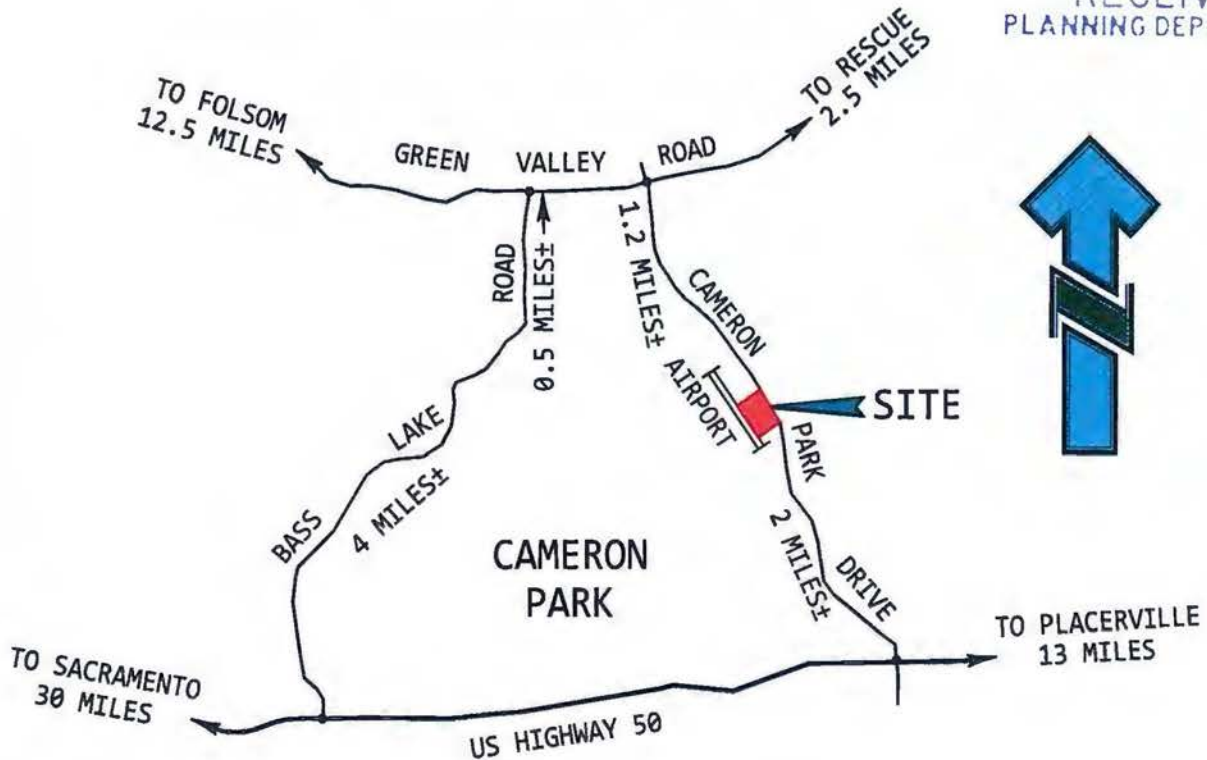 PLANNING DEP
TO FOLSOM
12.5 MILES
TO RESCUE
2.5 MILES
GREEN VALLEY ROAD
BASS LAKE ROAD
0.5 MILES±
4 MILES±
1.2 MILES±
CAMERON PARK DRIVE
AIRPORT
SITE
2 MILES±
CAMERON
PARK
TO SACRAMENTO
30 MILES
US HIGHWAY 50
TO PLACERVILLE
13 MILES